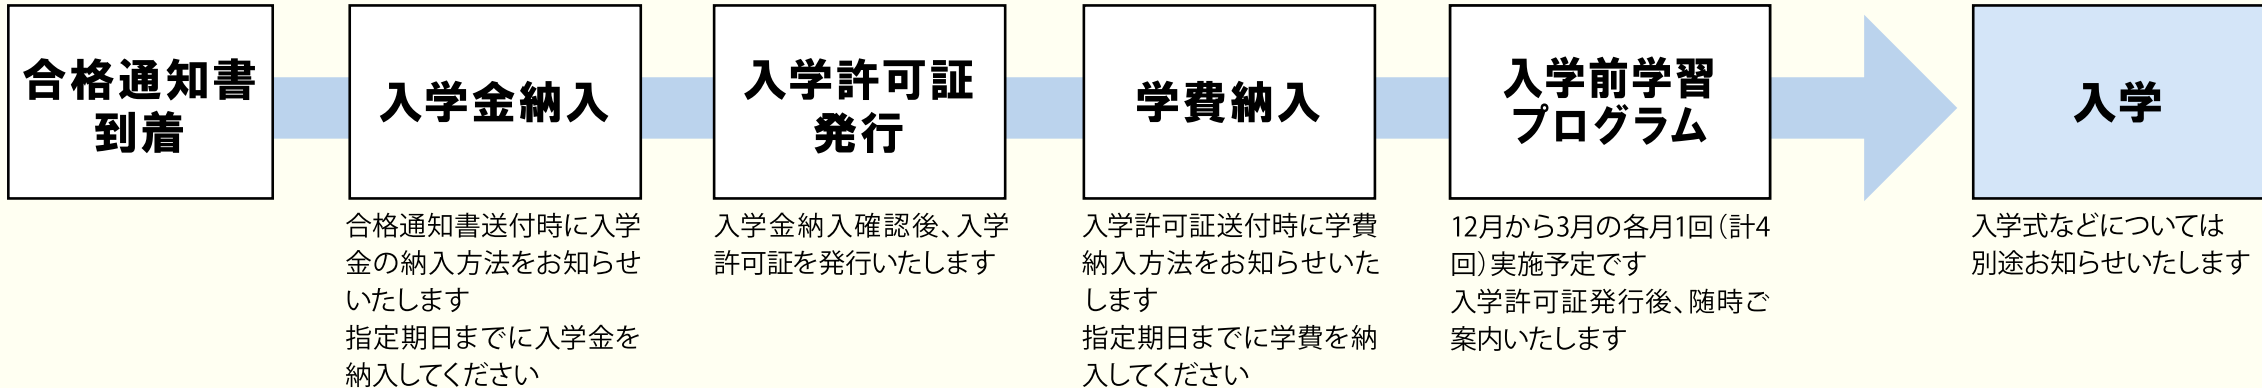 合格通知書
到着
入学金納入
合格通知書送付時に入学
金の納入方法をお知らせ
いたします
指定期日までに入学金を
納入してください
入学許可証
発行
入学金納入確認後、入学
許可証を発行いたします
学費納入
入学許可証送付時に学費
納入方法をお知らせいた
します
指定期日までに学費を納
入してください
入学前学習
プログラム
12月から3月の各月1回（計4
回）実施予定です
入学許可証発行後、随時ご
案内いたします
入学
入学式などについては
別途お知らせいたします